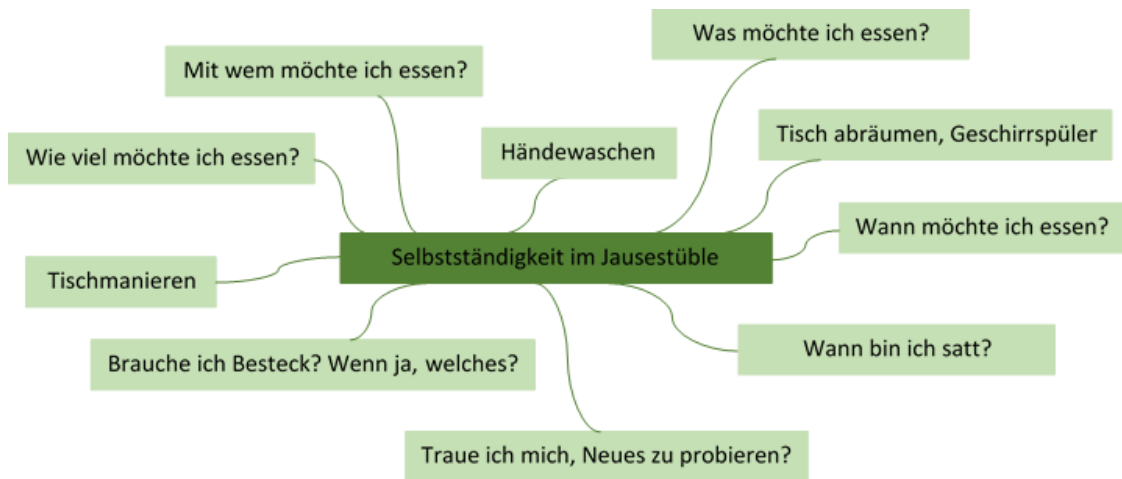 Was möchte ich essen?
Mit wem möchte ich essen?
Händewaschen
Tisch abräumen, Geschirrspüler
Wie viel möchte ich essen?
Wann möchte ich essen?
Selbstständigkeit im Jausestüble
Tischmanieren
Wann bin ich satt?
Brauche ich Besteck? Wenn ja, welches?
Traue ich mich, Neues zu probieren?